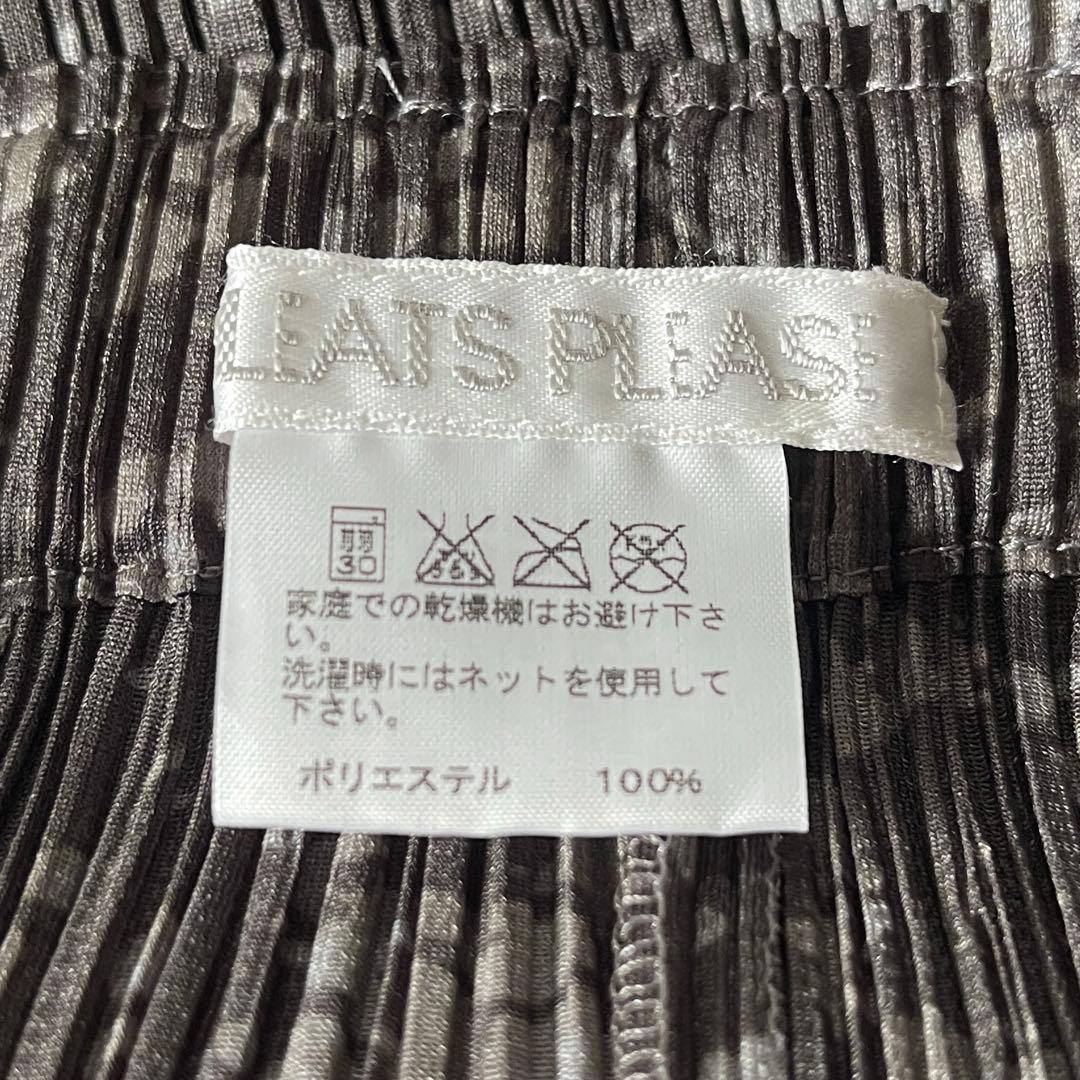 LEATS PLEASE
弱
30
家庭での乾燥機はお避け下さ
い。
洗濯時にはネットを使用して
下さい。
ポリエステル 100%